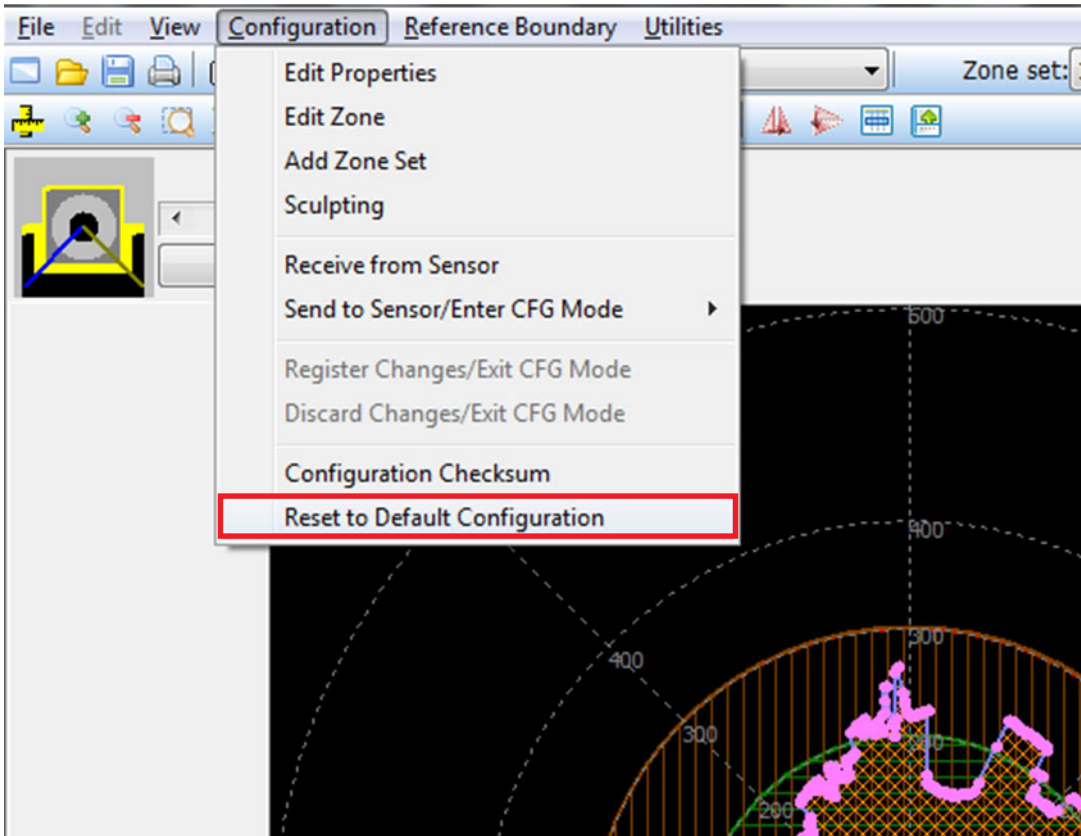 File Edit View Configuration Reference Boundary Utilities
Zone set:
Edit Properties
Edit Zone
Add Zone Set
Sculpting
Receive from Sensor
Send to Sensor/Enter CFG Mode
Register Changes/Exit CFG Mode
Discard Changes/Exit CFG Mode
Configuration Checksum
Reset to Default Configuration
500
400
300
400
300
200
200